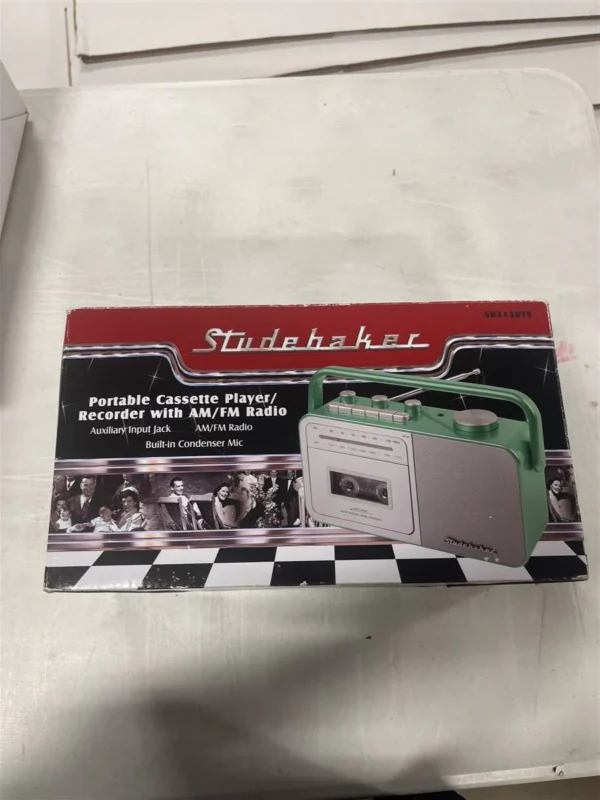 Studebaker
Portable Cassette Player/
Recorder with AM/FM Radio
Auxiliary Input Jack AM/FM Radio
Built-in Condenser Mic
Studebaker